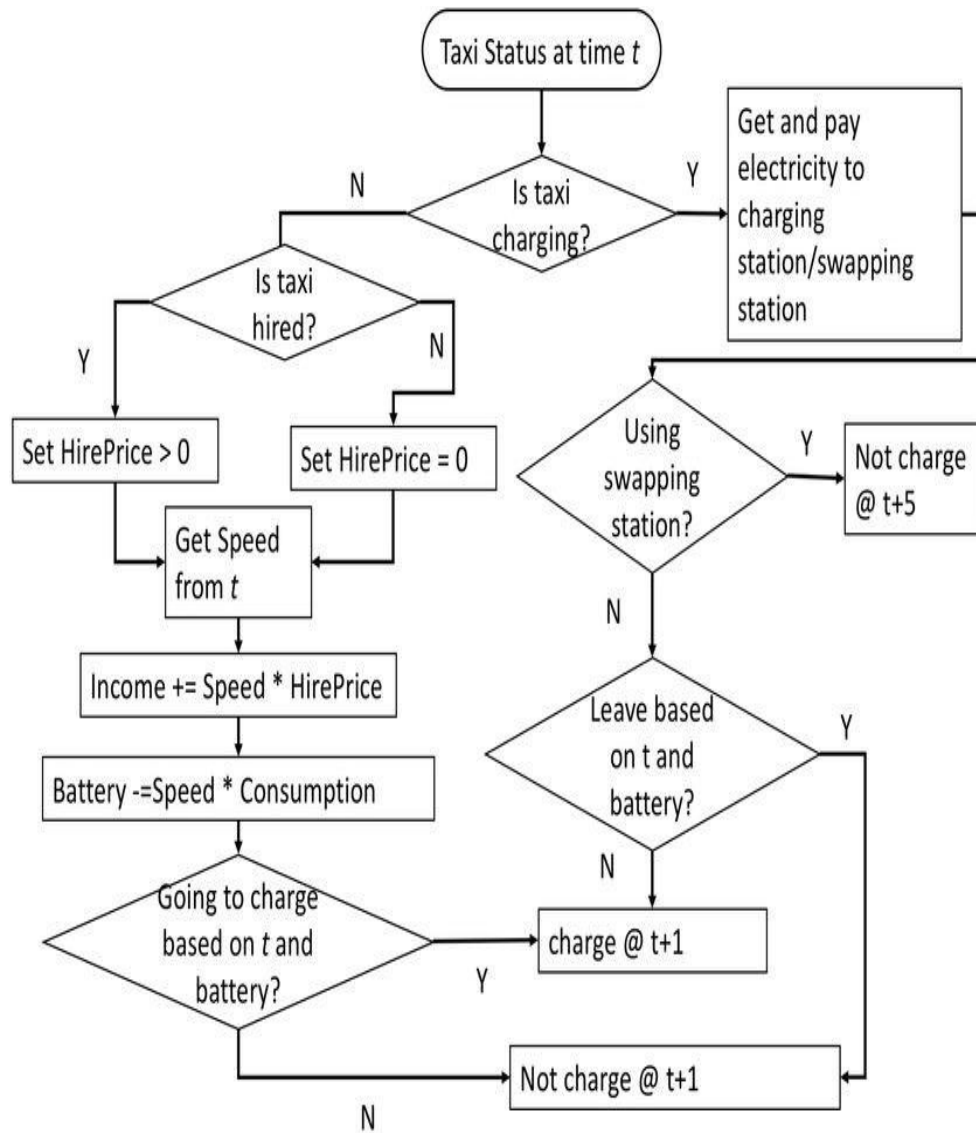 Taxi Status at time t
Is taxi
charging?
N
Y
Get and pay
electricity to
charging
station/swapping
station
Is taxi
hired?
Y
N
Set HirePrice > 0
Set HirePrice = 0
Get Speed
from t
Income += Speed * HirePrice
Battery -=Speed * Consumption
Going to charge
based on t and
battery?
Y
N
Using
swapping
station?
Y
Not charge
@ t+5
N
Leave based
on t and
battery?
Y
N
charge @ t+1
Not charge @ t+1